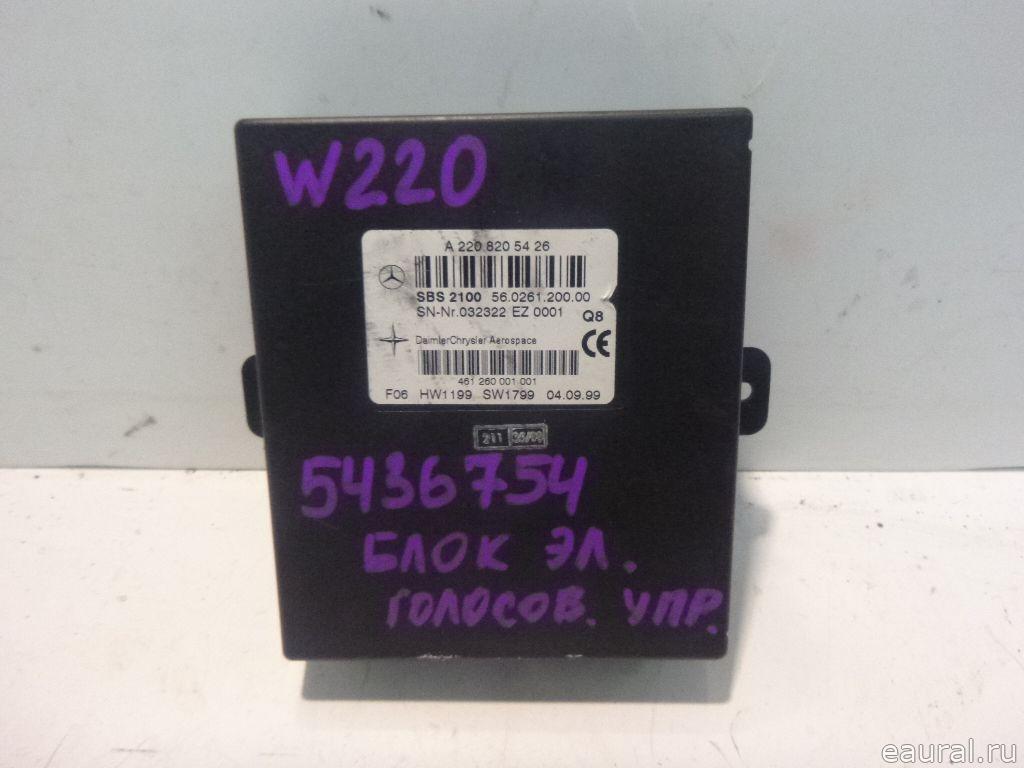 W220
A 220 820 54 26
SBS 2100 56.0261.200.00
SN-Nr.032322 EZ 0001 Q8
CE
DaimlerChrysler Aerospace
461 260 001 001
F06 HW1199 SW1799 04.09.99
211
5436754
БЛОК ЭЛ.
ГОЛОСОВ. УПР.
eaural.ru